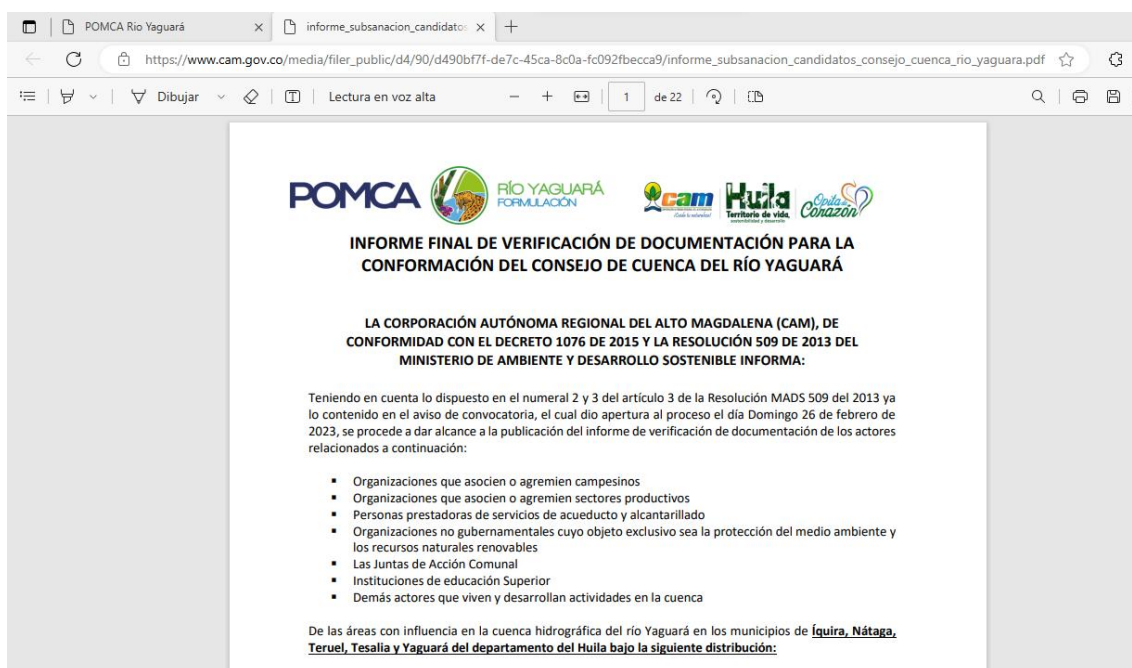 POMCA Rio Yaguará
informe_subsanacion_candidatos
https://www.cam.gov.co/media/filer_public/d4/90/d490bf7f-de7c-45ca-8c0a-fc092fbecca9/informe_subsanacion_candidatos_consejo_cuenca_rio_yaguara.pdf
Dibujar
Lectura en voz alta
1 de 22
POMCA RÍO YAGUARÁ
FORMULACIÓN
cam
Huila
Territorio de vida,
Opita de
Corazón
INFORME FINAL DE VERIFICACIÓN DE DOCUMENTACIÓN PARA LA
CONFORMACIÓN DEL CONSEJO DE CUENCA DEL RÍO YAGUARÁ
LA CORPORACIÓN AUTÓNOMA REGIONAL DEL ALTO MAGDALENA (CAM), DE
CONFORMIDAD CON EL DECRETO 1076 DE 2015 Y LA RESOLUCIÓN 509 DE 2013 DEL
MINISTERIO DE AMBIENTE Y DESARROLLO SOSTENIBLE INFORMA:
Teniendo en cuenta lo dispuesto en el numeral 2 y 3 del artículo 3 de la Resolución MADS 509 del 2013 ya
lo contenido en el aviso de convocatoria, el cual dio apertura al proceso el día Domingo 26 de febrero de
2023, se procede a dar alcance a la publicación del informe de verificación de documentación de los actores
relacionados a continuación:
▪ Organizaciones que asocien o agremien campesinos
▪ Organizaciones que asocien o agremien sectores productivos
▪ Personas prestadoras de servicios de acueducto y alcantarillado
▪ Organizaciones no gubernamentales cuyo objeto exclusivo sea la protección del medio ambiente y
los recursos naturales renovables
▪ Las Juntas de Acción Comunal
▪ Instituciones de educación Superior
▪ Demás actores que viven y desarrollan actividades en la cuenca
De las áreas con influencia en la cuenca hidrográfica del río Yaguará en los municipios de Íquira, Nátaga,
Teruel, Tesalia y Yaguará del departamento del Huila bajo la siguiente distribución: